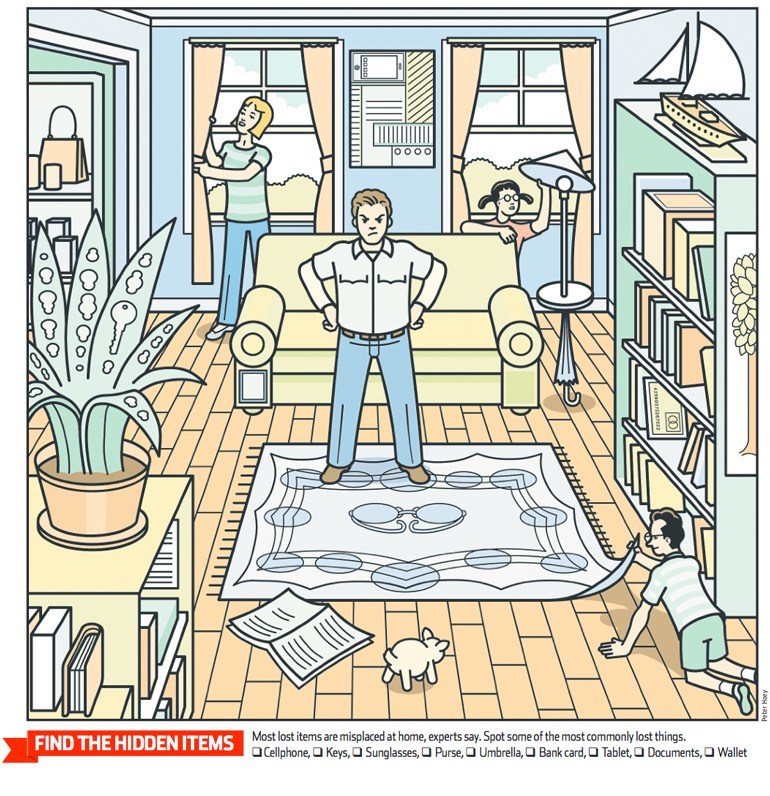 Peter Hoey
FIND THE HIDDEN ITEMS
Most lost items are misplaced at home, experts say. Spot some of the most commonly lost things.
❑ Cellphone, ❑ Keys, ❑ Sunglasses, ❑ Purse, ❑ Umbrella, ❑ Bank card, ❑ Tablet, ❑ Documents, ❑ Wallet